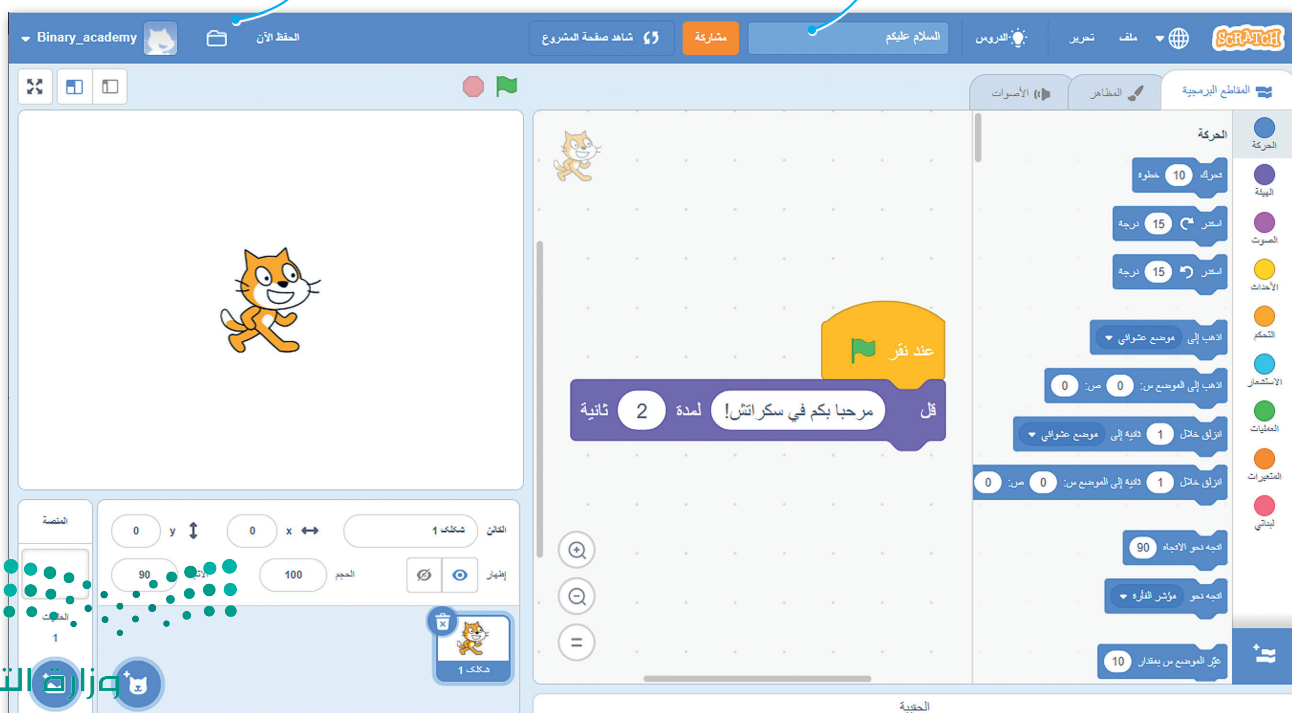 SCRATCH ملف تحرير الدروس السلام عليكم مشاركة شاهد صفحة المشروع الحفظ الآن Binary_academy
المقاطع البرمجية المظاهر الأصوات
الحركة
الهيئة
الصوت
الأحداث
التحكم
الاستشعار
العمليات
المتغيرات
لبناتي
الحركة
تحرك 10 خطوة
استدر 15 درجة
استدر 15 درجة
اذهب إلى موضع عشوائي
اذهب إلى الموضع س: 0 ص: 0
انزلق خلال 1 ثانية إلى موضع عشوائي
انزلق خلال 1 ثانية إلى الموضع س: 0 ص: 0
اتجه نحو الاتجاه 90
اتجه نحو مؤشر الفأرة
غيّر الموضع س بمقدار 10
عند نقر
قل مرحبا بكم في سكراتش! لمدة 2 ثانية
الحقيبة
الكائن شكلك 1 x 0 y 0
إظهار الحجم 100 90
شكلك 1
المنصة
1
وزارة